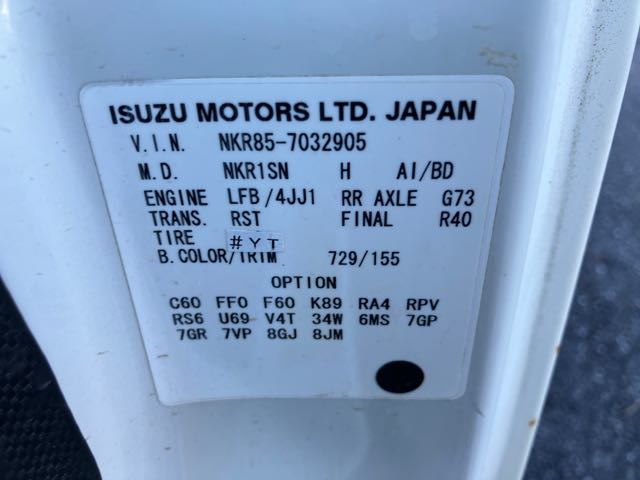 ISUZU MOTORS LTD. JAPAN
V.I.N. NKR85-7032905
M.D. NKR1SN H AI/BD
ENGINE LFB/4JJ1 RR AXLE G73
TRANS. RST FINAL R40
TIRE #YT
B.COLOR/TRIM 729/155
OPTION
C60 FF0 F60 K89 RA4 RPV
RS6 U69 V4T 34W 6MS 7GP
7GR 7VP 8GJ 8JM